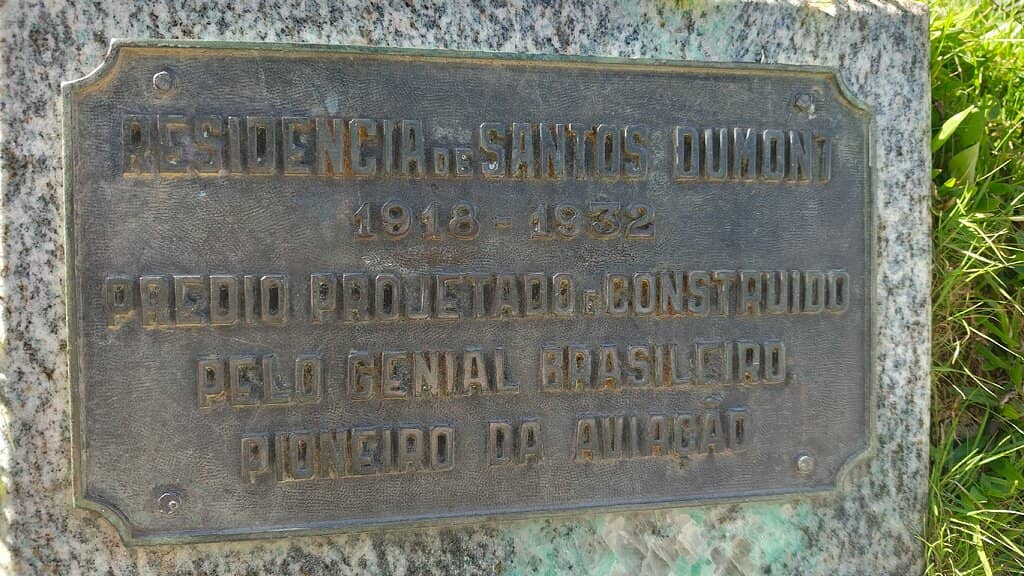 RESIDENCIA DE SANTOS DUMONT
1918 - 1932
PREDIO PROJETADO E CONSTRUIDO
PELO GENIAL BRASILEIRO,
PIONEIRO DA AVIAÇÃO